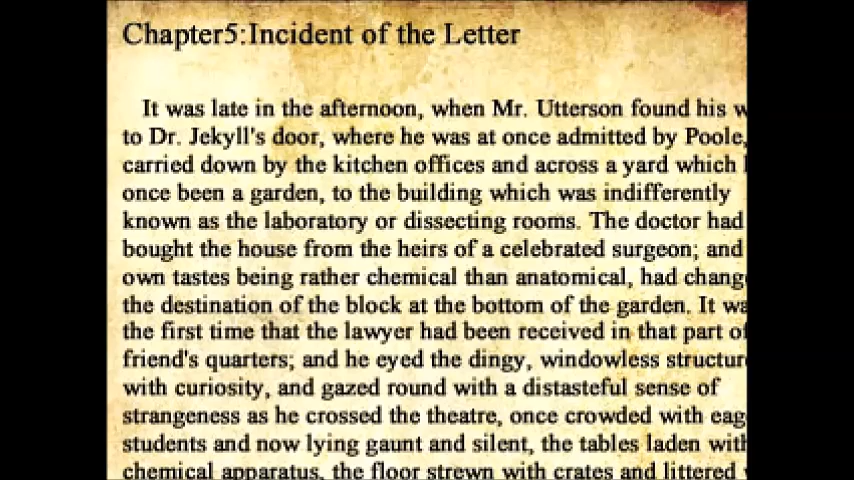 Chapter5:Incident of the Letter
It was late in the afternoon, when Mr. Utterson found his
to Dr. Jekyll's door, where he was at once admitted by Poole,
carried down by the kitchen offices and across a yard which
once been a garden, to the building which was indifferently
known as the laboratory or dissecting rooms. The doctor had
bought the house from the heirs of a celebrated surgeon; and
own tastes being rather chemical than anatomical, had
the destination of the block at the bottom of the garden. It
the first time that the lawyer had been received in that part
friend's quarters; and he eyed the dingy, windowless
with curiosity, and gazed round with a distasteful sense of
strangeness as he crossed the theatre, once crowded with
students and now lying gaunt and silent, the tables laden
chemical apparatus, the floor strewn with crates and littered